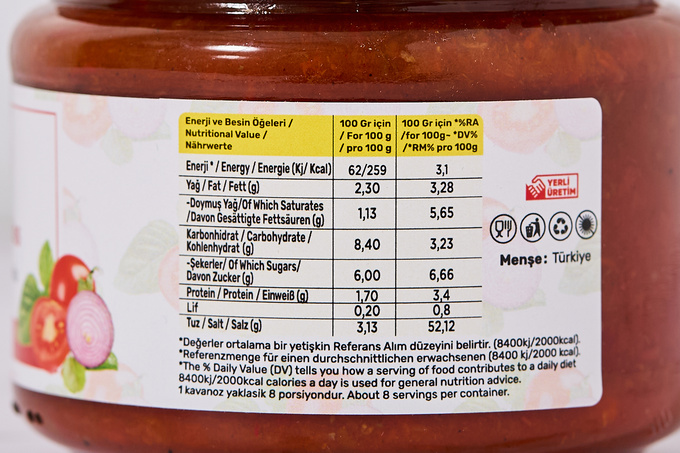 Enerji ve Besin Öğeleri /
Nutritional Value /
Nährwerte
100 Gr için
/ For 100 g
/ pro 100 g
100 Gr için *%RA
/for 100g- *DV%
/*RM% pro 100g
Enerji * / Energy / Energie (Kj/ Kcal) 62/259 3,1
Yağ / Fat / Fett (g) 2,30 3,28
-Doymuş Yağ/Of Which Saturates
/Davon Gesättigte Fettsäuren (g) 1,13 5,65
Karbonhidrat / Carbohydrate /
Kohlenhydrat (g) 8,40 3,23
-Şekerler/ Of Which Sugars/
Davon Zucker (g) 6,00 6,66
Protein / Protein / Einweiß (g) 1,70 3,4
Lif 0,20 0,8
Tuz / Salt / Salz (g) 3,13 52,12
*Değerler ortalama bir yetişkin Referans Alım düzeyini belirtir. (8400kj/2000kcal).
*Referenzmenge für einen durchschnittlichen erwachsenen (8400 kj/2000 kcal).
*The % Daily Value (DV) tells you how a serving of food contributes to a daily diet
8400kj/2000kcal calories a day is used for general nutrition advice.
1 kavanoz yaklasik 8 porsiyondur. About 8 servings per container.
YERLİ
ÜRETİM
Menşe: Türkiye